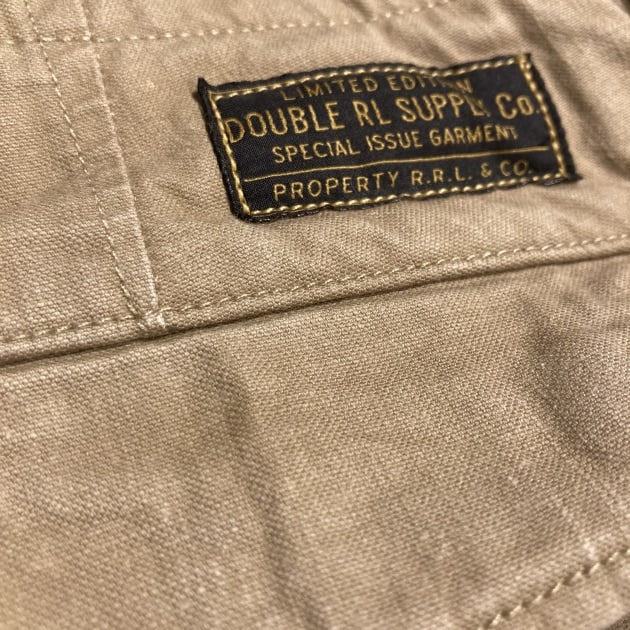 LIMITED EDITION
DOUBLE RL SUPPLY Co.
SPECIAL ISSUE GARMENT
PROPERTY R.R.L. & CO.